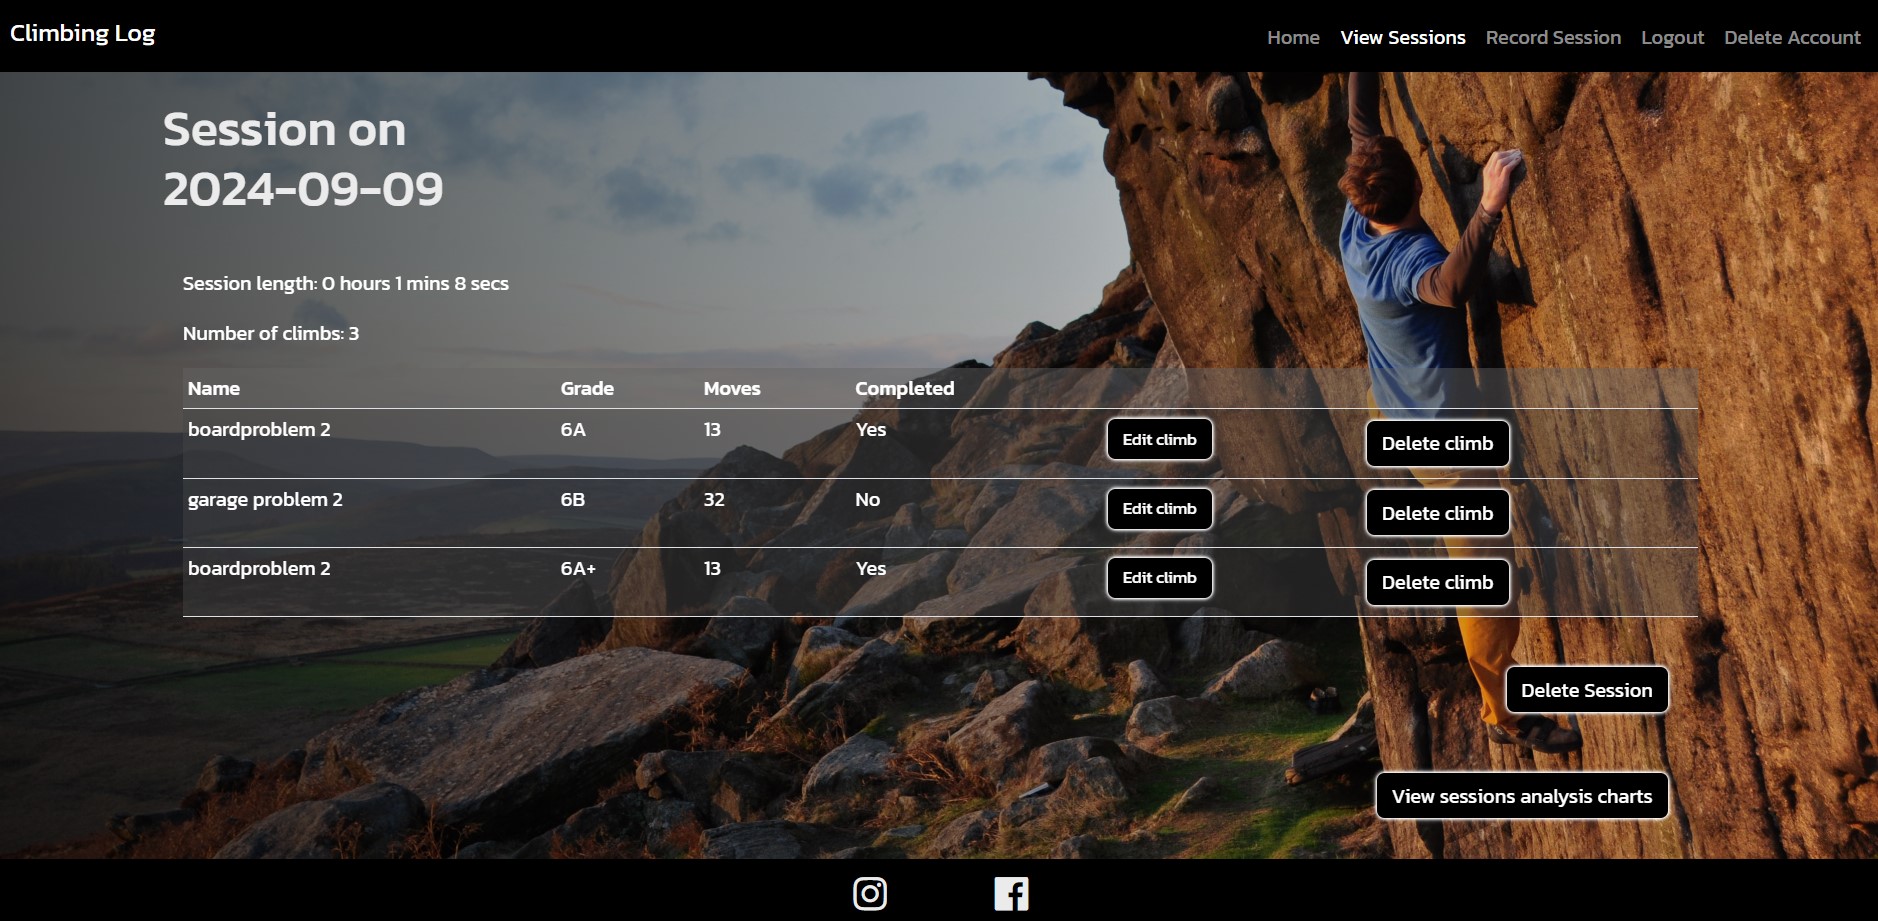 Climbing Log
Home View Sessions Record Session Logout Delete Account
Session on
2024-09-09
Session length: 0 hours 1 mins 8 secs
Number of climbs: 3
Name Grade Moves Completed
boardproblem 2 6A 13 Yes Edit climb Delete climb
garage problem 2 6B 32 No Edit climb Delete climb
boardproblem 2 6A+ 13 Yes Edit climb Delete climb
Delete Session
View sessions analysis charts